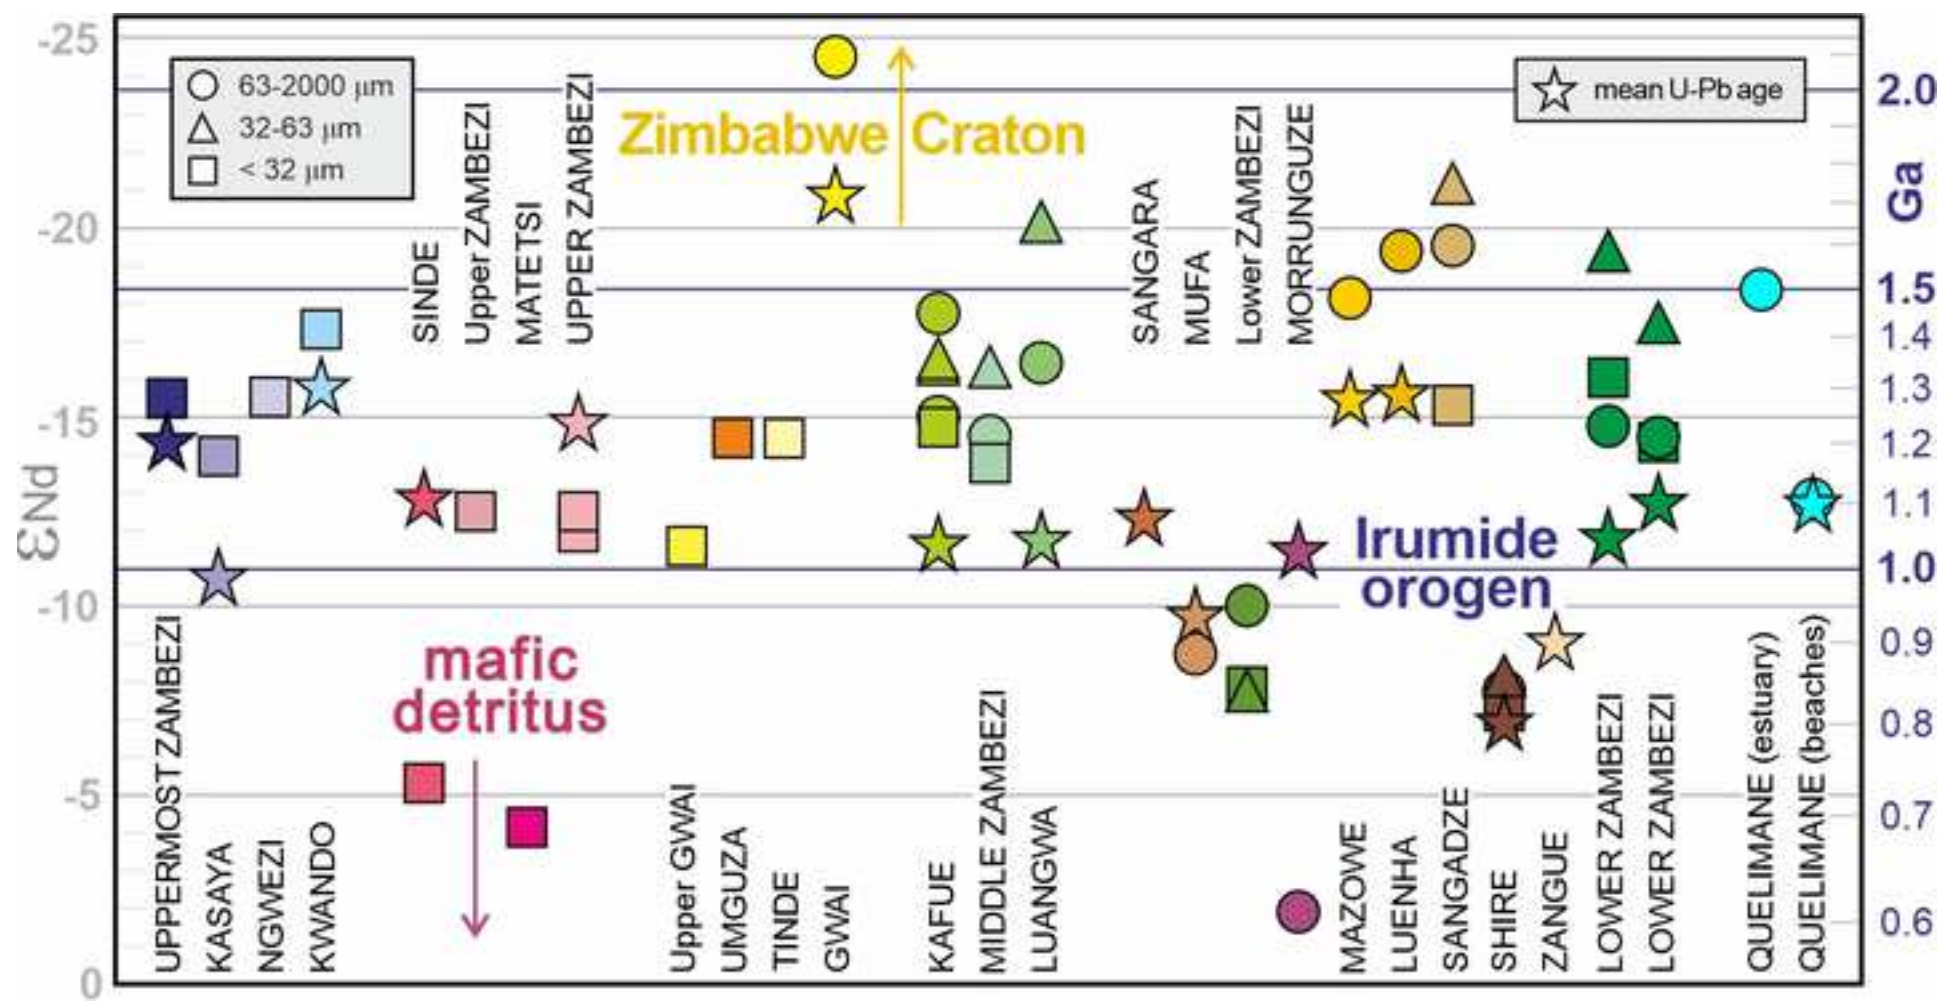 -25
-20
-15
-10
-5
0
εNd
63-2000 μm
32-63 μm
< 32 μm
mean U-Pb age
2.0
Ga
1.5
1.4
1.3
1.2
1.1
1.0
0.9
0.8
0.7
0.6
Zimbabwe Craton
mafic
detritus
Irumide
orogen
UPPERMOST ZAMBEZI
KASAYA
NGWEZI
KWANDO
SINDE
Upper ZAMBEZI
MATETSI
UPPER ZAMBEZI
Upper GWAI
UMGUZA
TINDE
GWAI
KAFUE
MIDDLE ZAMBEZI
LUANGWA
SANGARA
MUFA
Lower ZAMBEZI
MORRUNGUZE
MAZOWE
LUENHA
SANGADZE
SHIRE
ZANGUE
LOWER ZAMBEZI
LOWER ZAMBEZI
QUELIMANE (estuary)
QUELIMANE (beaches)